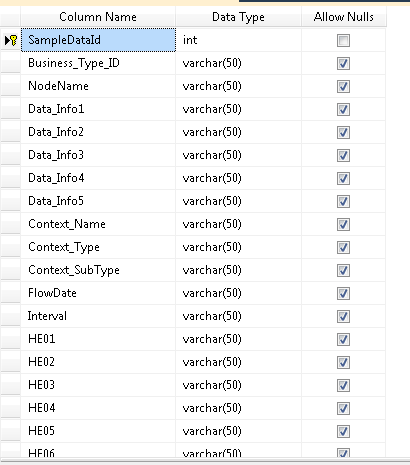 Column Name Data Type Allow Nulls
SampleDataId int
Business_Type_ID varchar(50)
NodeName varchar(50)
Data_Info1 varchar(50)
Data_Info2 varchar(50)
Data_Info3 varchar(50)
Data_Info4 varchar(50)
Data_Info5 varchar(50)
Context_Name varchar(50)
Context_Type varchar(50)
Context_SubType varchar(50)
FlowDate varchar(50)
Interval varchar(50)
HE01 varchar(50)
HE02 varchar(50)
HE03 varchar(50)
HE04 varchar(50)
HE05 varchar(50)
HE06 varchar(50)